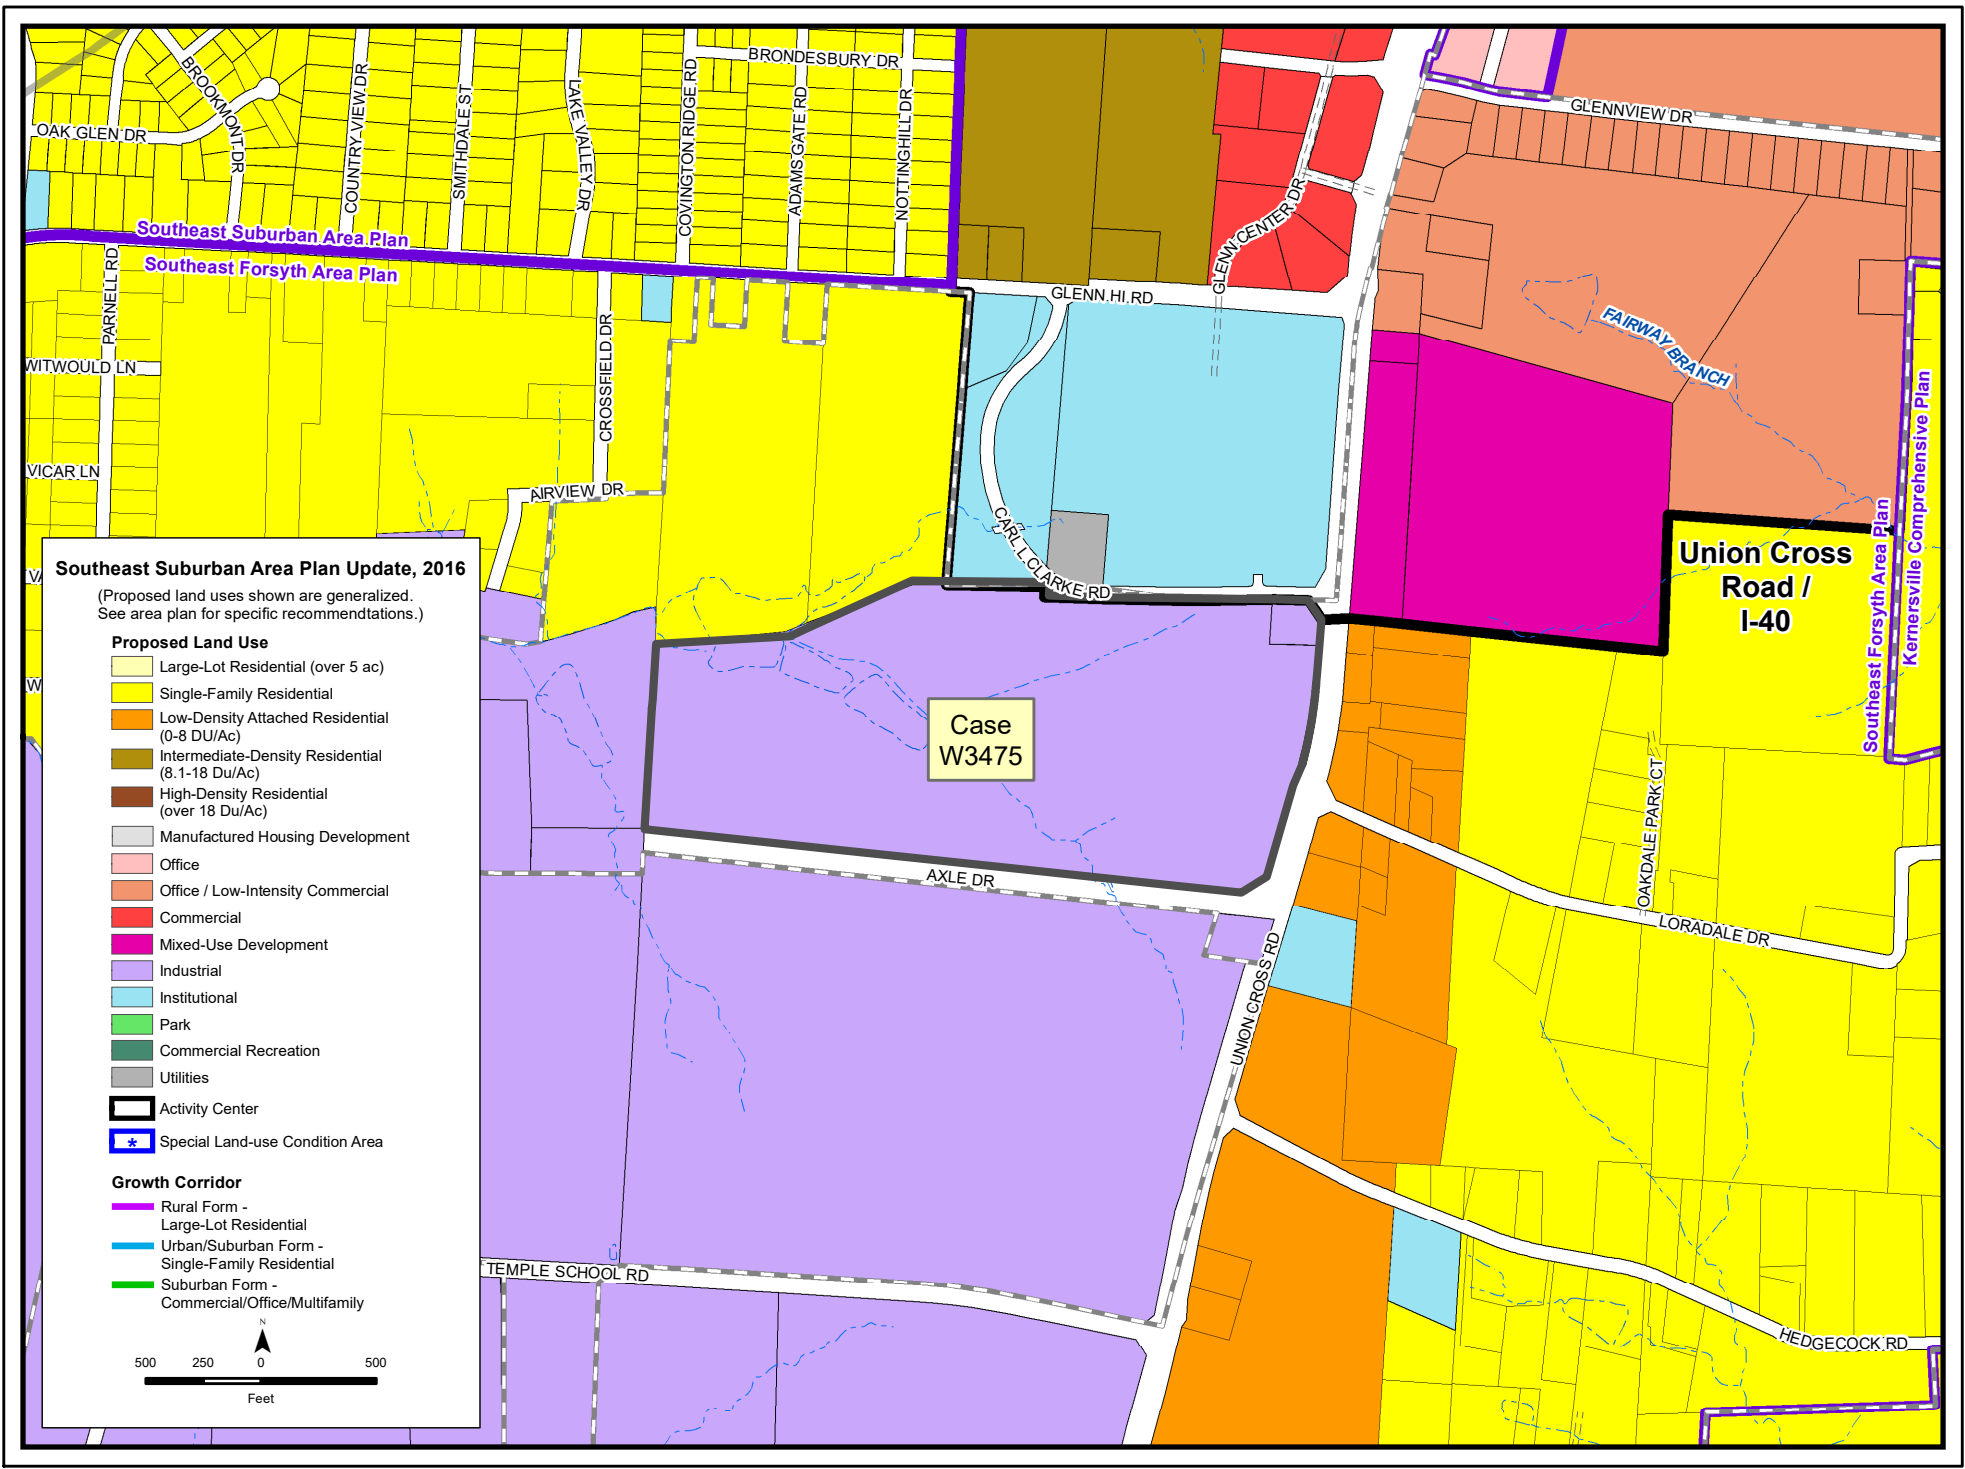 BRONDESBURY DR
BROOKMONT DR
OAK GLEN DR
COUNTRY VIEW DR
SMITHDALE ST
LAKE VALLEY DR
COVINGTON RIDGE RD
ADAMS GATE RD
NOTTINGHILL DR
GLENNVIEW DR
Southeast Suburban Area Plan
Southeast Forsyth Area Plan
PARNELL RD
GLENN HI RD
GLENN CENTER DR
FAIRWAY BRANCH
WITWOULD LN
CROSSFIELD DR
VICAR LN
AIRVIEW DR
CARL L CLARKE RD
Southeast Forsyth Area Plan
Kernersville Comprehensive Plan
Union Cross
Road /
I-40
VA
W
Case
W3475
AXLE DR
OAKDALE PARK CT
LORADALE DR
UNION CROSS RD
TEMPLE SCHOOL RD
HEDGECOCK RD
Southeast Suburban Area Plan Update, 2016
(Proposed land uses shown are generalized.
See area plan for specific recommendtations.)
Proposed Land Use
Large-Lot Residential (over 5 ac)
Single-Family Residential
Low-Density Attached Residential
(0-8 DU/Ac)
Intermediate-Density Residential
(8.1-18 Du/Ac)
High-Density Residential
(over 18 Du/Ac)
Manufactured Housing Development
Office
Office / Low-Intensity Commercial
Commercial
Mixed-Use Development
Industrial
Institutional
Park
Commercial Recreation
Utilities
Activity Center
* Special Land-use Condition Area
Growth Corridor
Rural Form -
Large-Lot Residential
Urban/Suburban Form -
Single-Family Residential
Suburban Form -
Commercial/Office/Multifamily
N
500 250 0 500
Feet